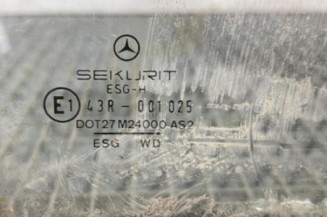 SEKURIT
ESG-H
E1 43R - 001025
DOT27 M24000 AS2
ESG WD